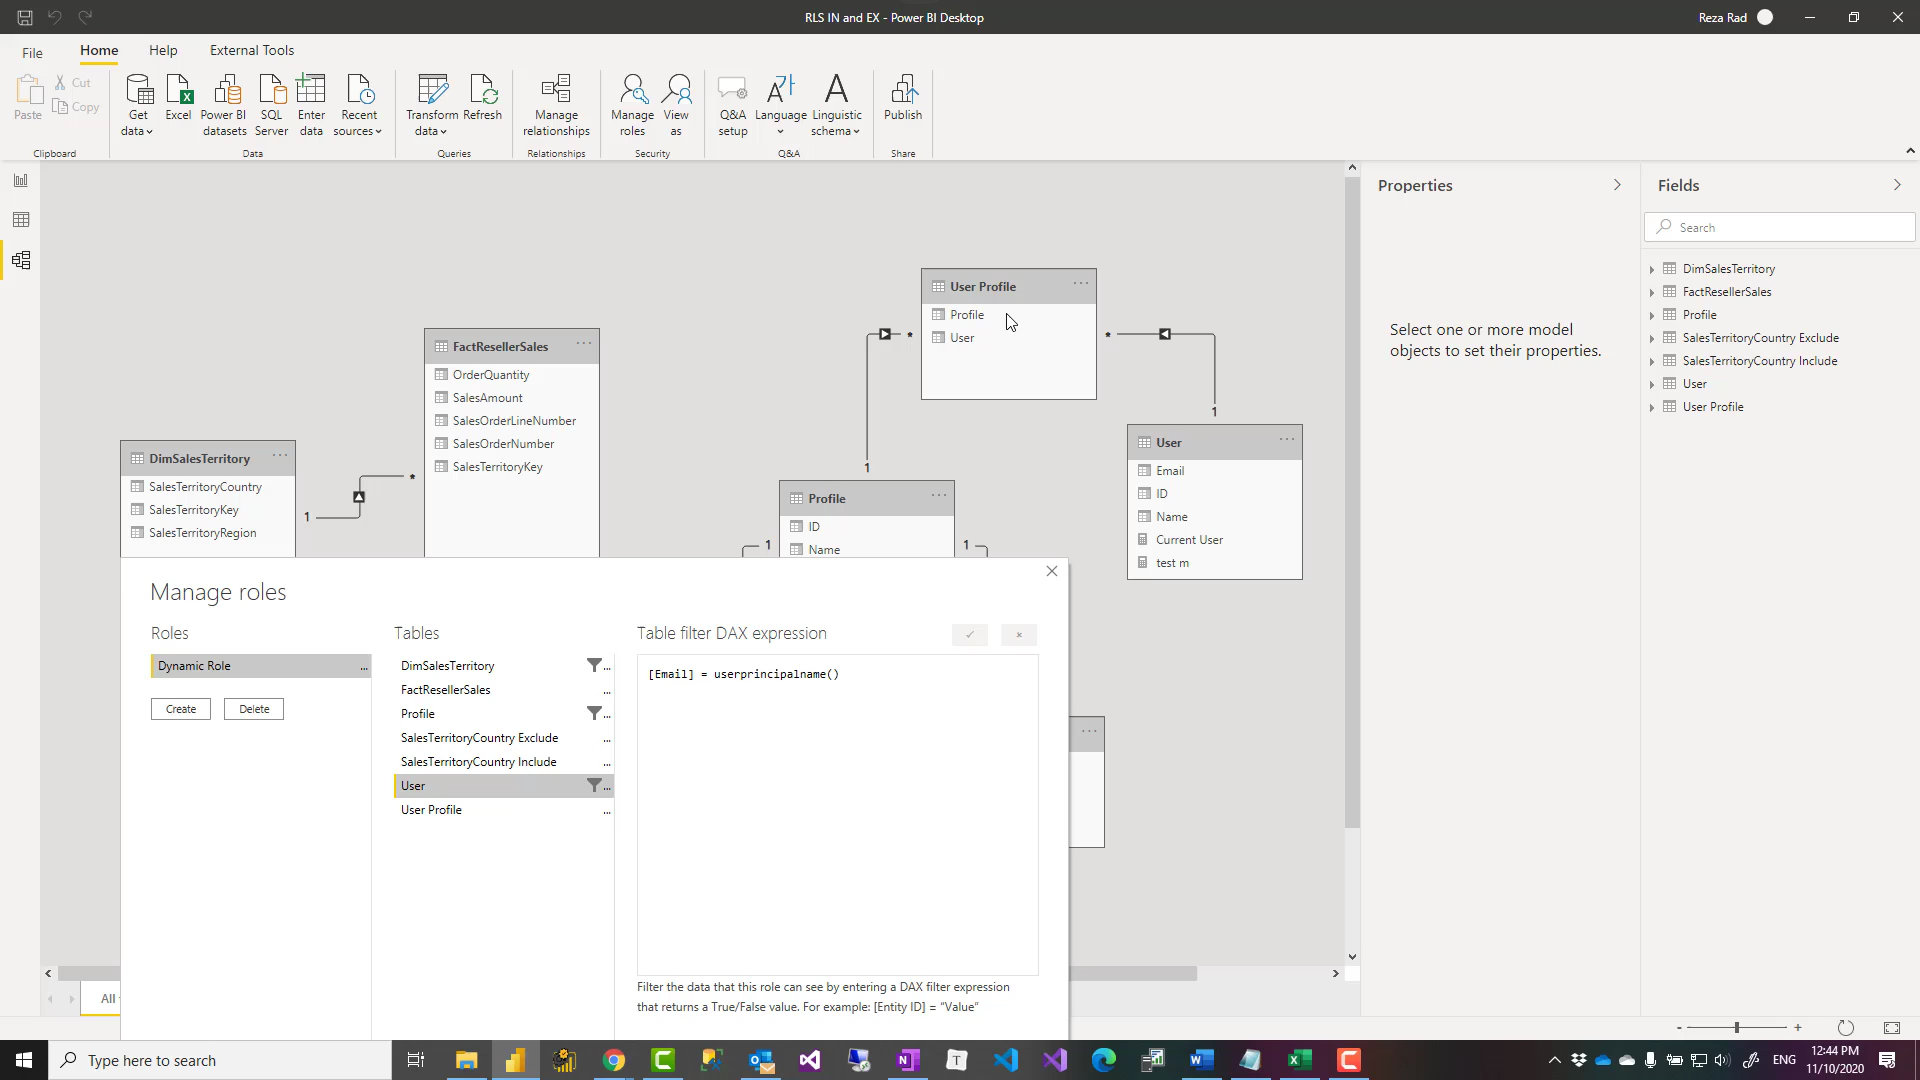 RLS IN and EX - Power BI Desktop
Reza Rad
File
Home
Help
External Tools
Paste
Cut
Copy
Clipboard
Get data
Excel
Power BI datasets
SQL Server
Enter data
Recent sources
Data
Transform data
Refresh
Queries
Manage relationships
Relationships
Manage roles
View as
Security
Q&A setup
Language
Linguistic schema
Q&A
Publish
Share
User Profile
Profile
User
FactResellerSales
OrderQuantity
SalesAmount
SalesOrderLineNumber
SalesOrderNumber
SalesTerritoryKey
DimSalesTerritory
SalesTerritoryCountry
SalesTerritoryKey
SalesTerritoryRegion
1
*
1
*
*
1
Profile
ID
Name
1
1
User
Email
ID
Name
Current User
test m
Manage roles
Roles
Dynamic Role
...
Create
Delete
Tables
DimSalesTerritory
...
FactResellerSales
...
Profile
...
SalesTerritoryCountry Exclude
...
SalesTerritoryCountry Include
...
User
...
User Profile
...
Table filter DAX expression
[Email] = userprincipalname()
Filter the data that this role can see by entering a DAX filter expression
that returns a True/False value. For example: [Entity ID] = “Value”
All
Properties
Select one or more model
objects to set their properties.
Fields
Search
DimSalesTerritory
FactResellerSales
Profile
SalesTerritoryCountry Exclude
SalesTerritoryCountry Include
User
User Profile
- +
Type here to search
ENG
12:44 PM
11/10/2020